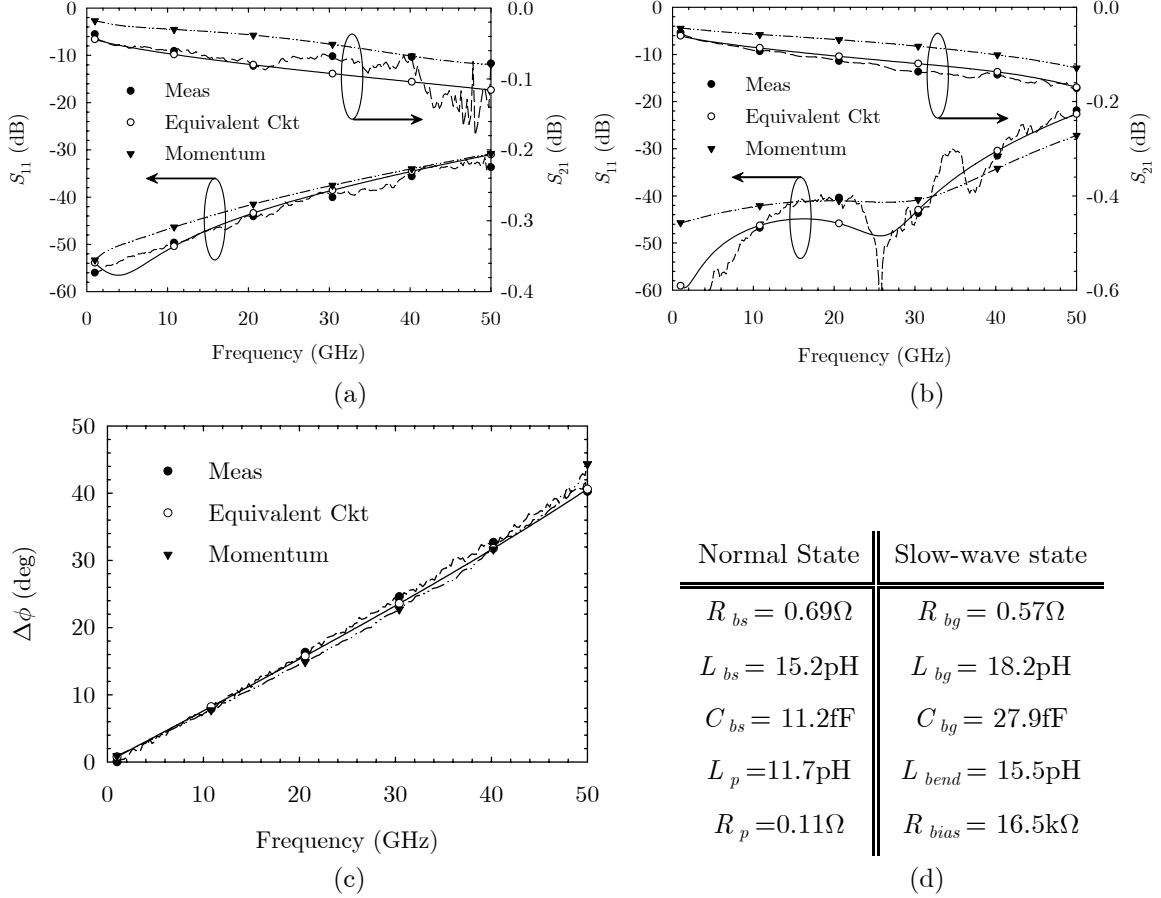 0 0.0 0 0.0
-10 -10
-0.1
-20 Meas -20 Meas -0.2
Equivalent Ckt Equivalent Ckt
-30 Momentum -0.2 -30 Momentum
S11 (dB) S21 (dB) S11 (dB) S21 (dB)
-40 -40 -0.4
-0.3
-50 -50
-60 -0.4 -60 -0.6
0 10 20 30 40 50 0 10 20 30 40 50
Frequency (GHz) Frequency (GHz)
(a) (b)
50
Meas
40 Equivalent Ckt
Momentum
30
Δϕ (deg)
20
10
0
0 10 20 30 40 50
Frequency (GHz)
(c)
Normal State Slow-wave state
R bs = 0.69Ω R bg = 0.57Ω
L bs = 15.2pH L bg = 18.2pH
C bs = 11.2fF C bg = 27.9fF
L p =11.7pH L bend = 15.5pH
R p =0.11Ω R bias = 16.5kΩ
(d)